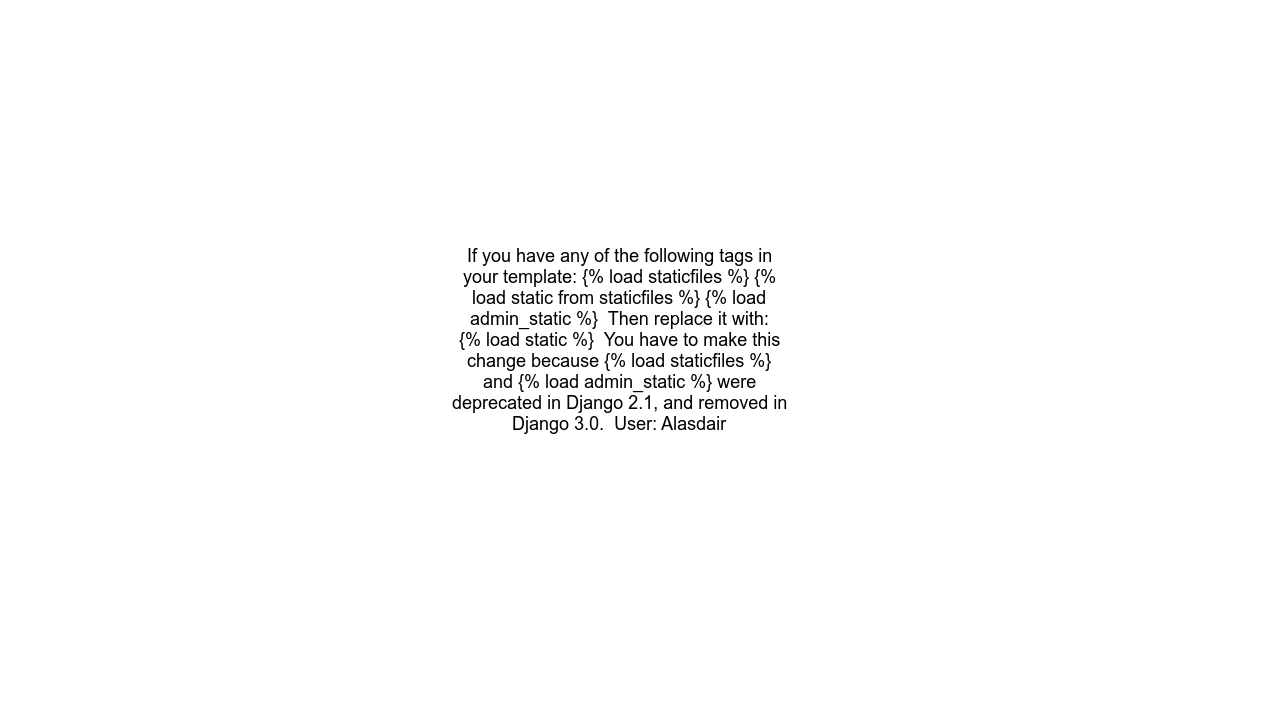 If you have any of the following tags in
your template: {% load staticfiles %} {%
load static from staticfiles %} {% load
admin_static %}  Then replace it with:
{% load static %}  You have to make this
change because {% load staticfiles %}
and {% load admin_static %} were
deprecated in Django 2.1, and removed in
Django 3.0.  User: Alasdair